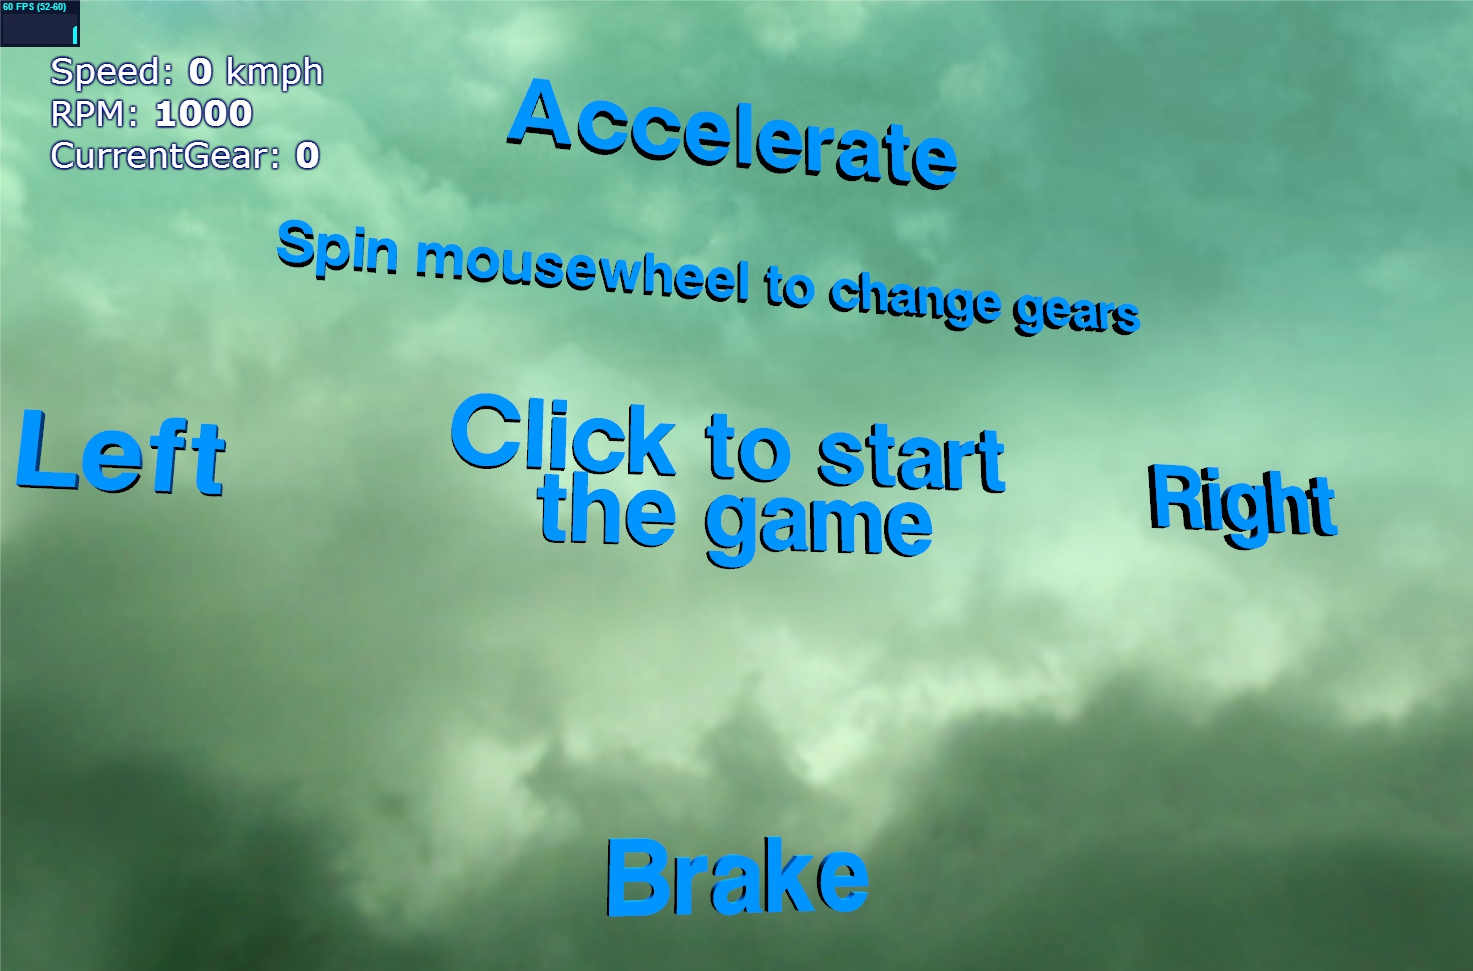 60 FPS (52-60)
Speed: 0 kmph
RPM: 1000
CurrentGear: 0
Accelerate
Spin mousewheel to change gears
Left
Click to start
the game
Right
Brake